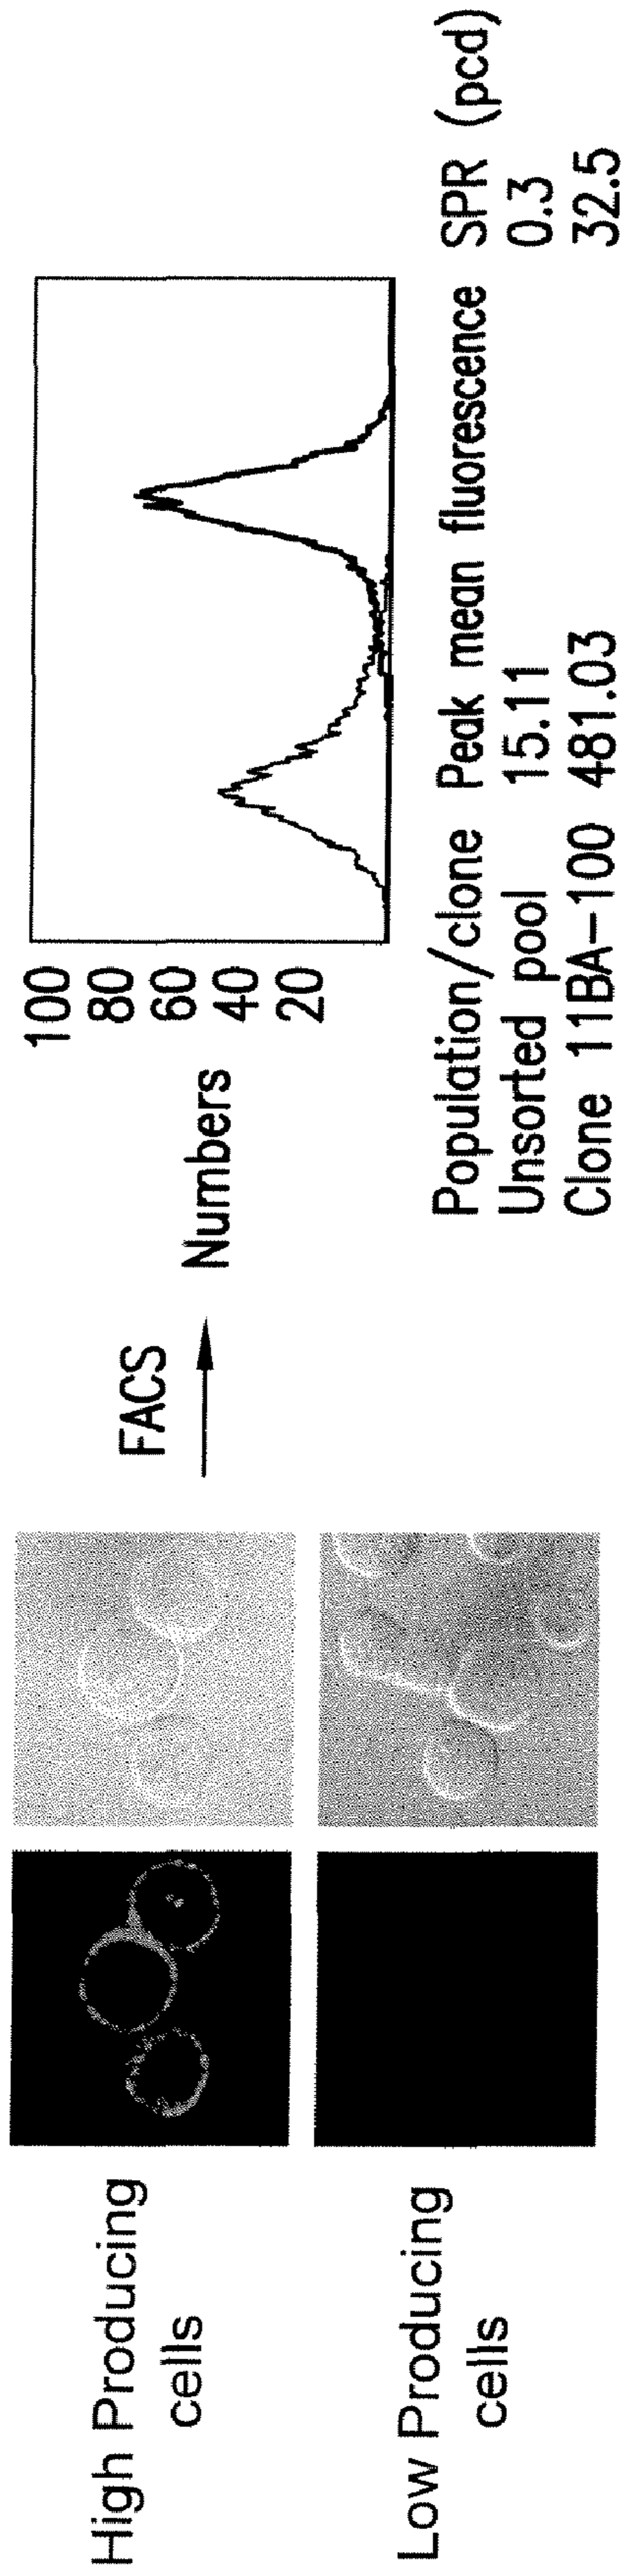 High Producing
cells
Low Producing
cells
FACS
Numbers
100
80
60
40
20
Population/clone Peak mean fluorescence SPR (pcd)
Unsorted pool 15.11 0.3
Clone 11BA-100 481.03 32.5